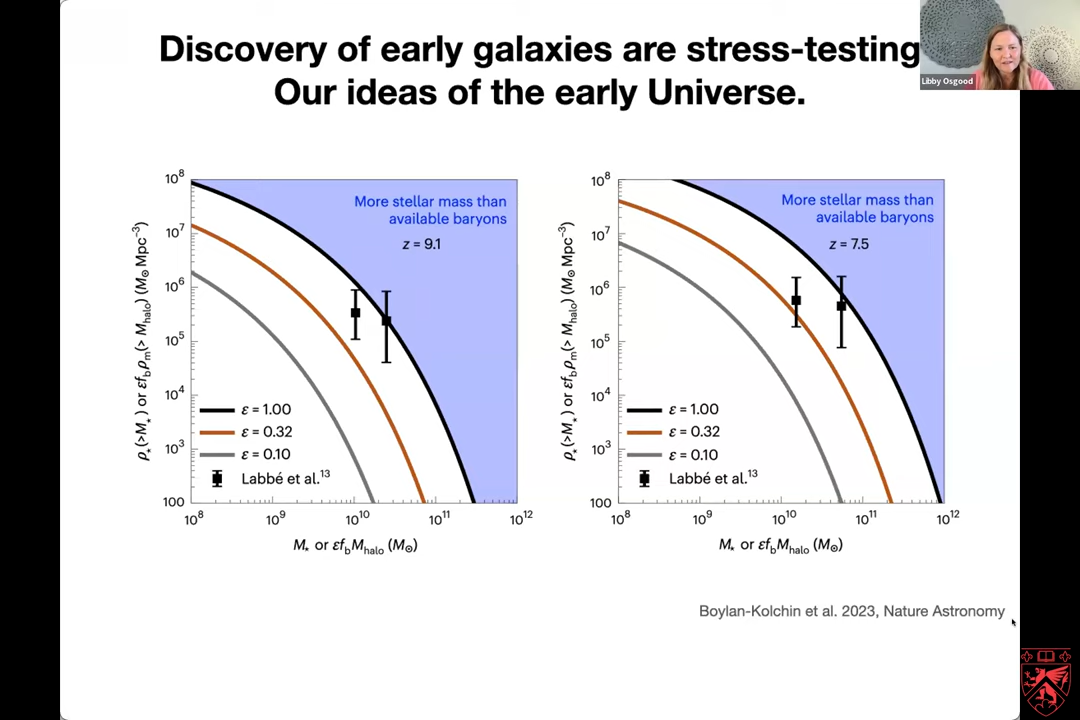 Discovery of early galaxies are stress-testing
Our ideas of the early Universe.
Libby Osgood
10⁸
10⁷
10⁶
10⁵
10⁴
10³
100
ρ⋆(>M⋆) or εf_bρ_m(> M_halo) (M⊙ Mpc⁻³)
More stellar mass than
available baryons
z = 9.1
ε = 1.00
ε = 0.32
ε = 0.10
Labbé et al.¹³
10⁸ 10⁹ 10¹⁰ 10¹¹ 10¹²
M⋆ or εf_bM_halo (M⊙)
10⁸
10⁷
10⁶
10⁵
10⁴
10³
100
ρ⋆(>M⋆) or εf_bρ_m(> M_halo) (M⊙ Mpc⁻³)
More stellar mass than
available baryons
z = 7.5
ε = 1.00
ε = 0.32
ε = 0.10
Labbé et al.¹³
10⁸ 10⁹ 10¹⁰ 10¹¹ 10¹²
M⋆ or εf_bM_halo (M⊙)
Boylan-Kolchin et al. 2023, Nature Astronomy